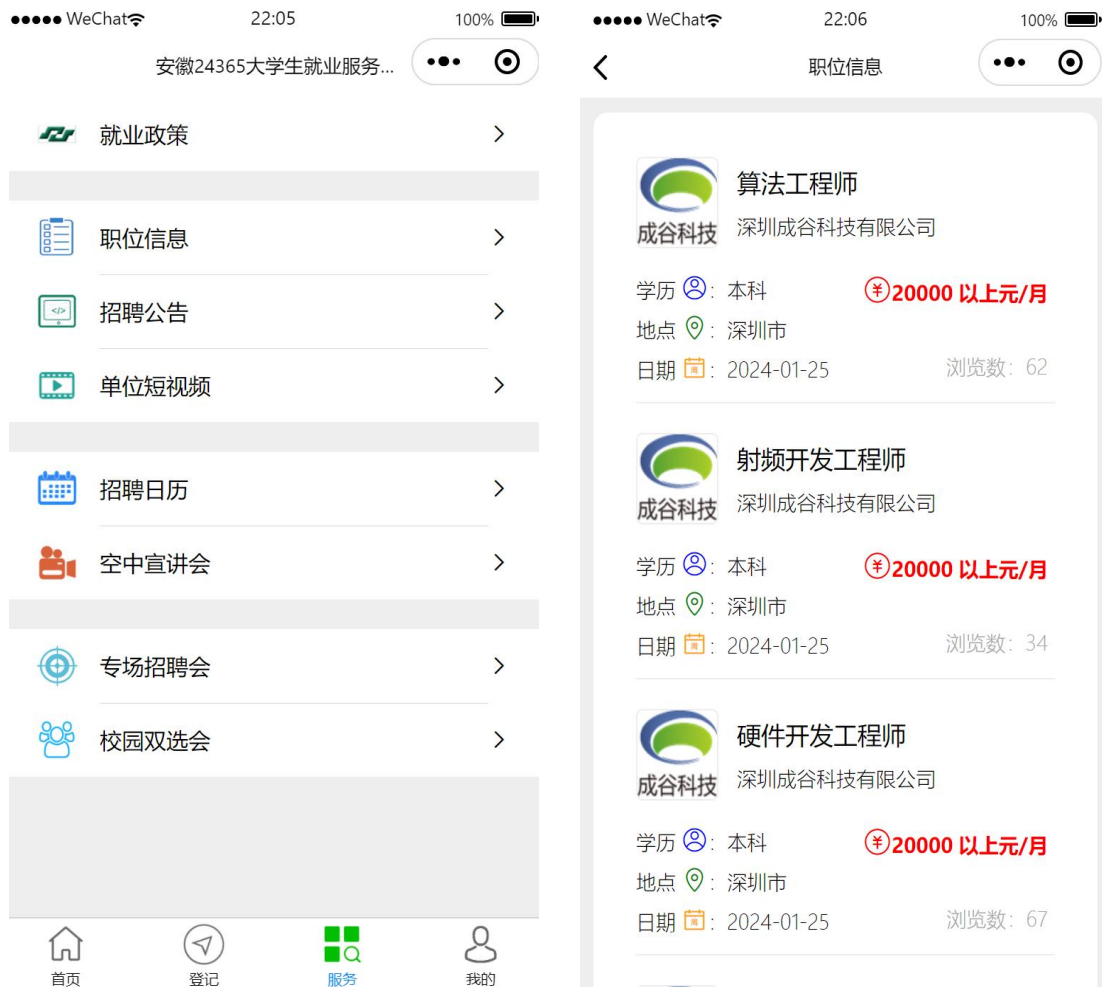 WeChat 22:05 100%
安徽24365大学生就业服务...
就业政策
职位信息
招聘公告
单位短视频
招聘日历
空中宣讲会
专场招聘会
校园双选会
首页 登记 服务 我的
WeChat 22:06 100%
职位信息
成谷科技
算法工程师
深圳成谷科技有限公司
学历 : 本科 ¥20000 以上元/月
地点 : 深圳市
日期 周 : 2024-01-25 浏览数: 62
成谷科技
射频开发工程师
深圳成谷科技有限公司
学历 : 本科 ¥20000 以上元/月
地点 : 深圳市
日期 周 : 2024-01-25 浏览数: 34
成谷科技
硬件开发工程师
深圳成谷科技有限公司
学历 : 本科 ¥20000 以上元/月
地点 : 深圳市
日期 周 : 2024-01-25 浏览数: 67